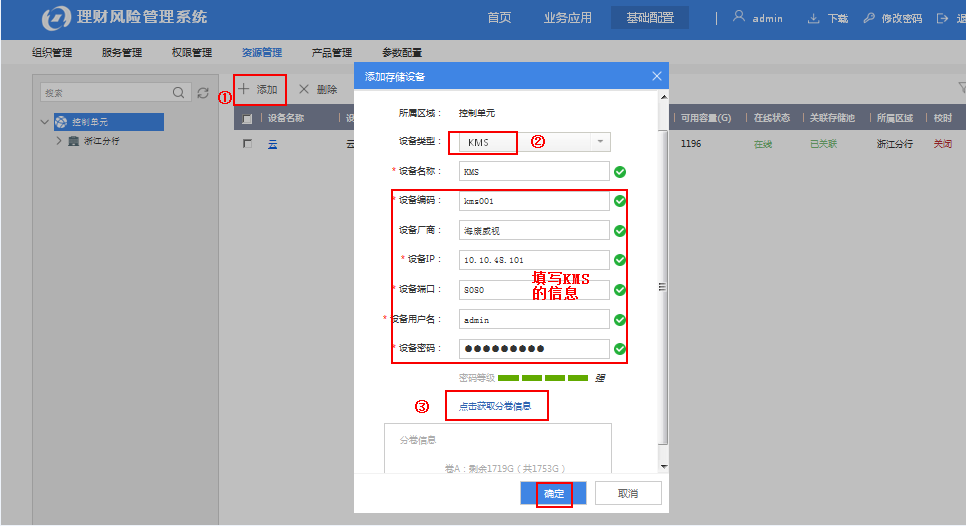 理财风险管理系统
首页 业务应用 基础配置 admin 下载 修改密码
组织管理 服务管理 权限管理 资源管理 产品管理 参数配置
添加存储设备
搜索
① 添加 删除
控制单元
浙江分行
设备名称 可用容量(G) 在线状态 关联存储池 所属区域 校时
云 1196 在线 已关联 浙江分行 关闭
所属区域： 控制单元
设备类型： KMS ②
* 设备名称： KMS
* 设备编码： kms001
设备厂商： 海康威视
* 设备IP： 10.10.48.101
填写KMS
的信息
* 设备端口： 8080
* 设备用户名： admin
* 设备密码： ●●●●●●●●●
密码等级 强
③ 点击获取分卷信息
分卷信息
卷A：剩余1719G（共1753G）
确定 取消